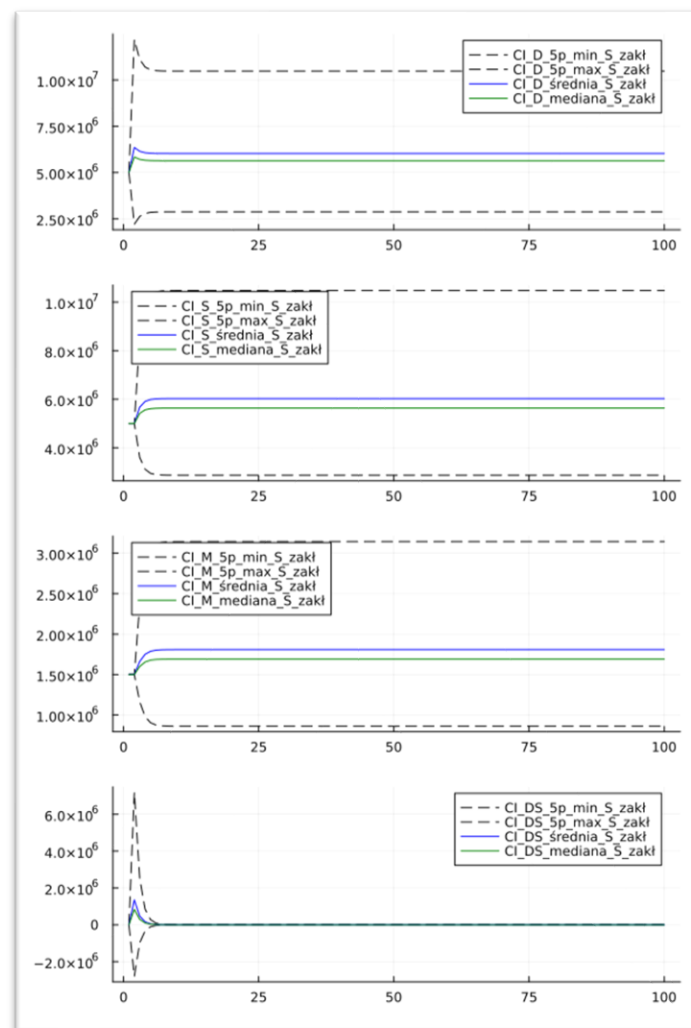 CI_D_5p_min_S_zakł
CI_D_5p_max_S_zakł
CI_D_średnia_S_zakł
CI_D_mediana_S_zakł
1.00×10⁷
7.50×10⁶
5.00×10⁶
2.50×10⁶
0 25 50 75 100
CI_S_5p_min_S_zakł
CI_S_5p_max_S_zakł
CI_S_średnia_S_zakł
CI_S_mediana_S_zakł
1.0×10⁷
8.0×10⁶
6.0×10⁶
4.0×10⁶
0 25 50 75 100
CI_M_5p_min_S_zakł
CI_M_5p_max_S_zakł
CI_M_średnia_S_zakł
CI_M_mediana_S_zakł
3.00×10⁶
2.50×10⁶
2.00×10⁶
1.50×10⁶
1.00×10⁶
0 25 50 75 100
CI_DS_5p_min_S_zakł
CI_DS_5p_max_S_zakł
CI_DS_średnia_S_zakł
CI_DS_mediana_S_zakł
6.0×10⁶
4.0×10⁶
2.0×10⁶
0
−2.0×10⁶
0 25 50 75 100